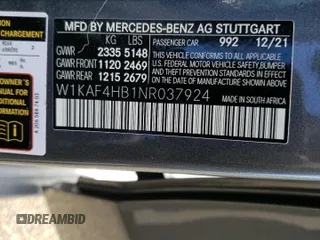 MFD BY MERCEDES-BENZ AG STUTTGART
KG LBS PASSENGER CAR 992 12/21
GVWR 2335 5148
GAWR FRONT 1120 2469
GAWR REAR 1215 2679
THIS VEHICLE CONFORMS TO ALL APPLICABLE
U.S. FEDERAL MOTOR VEHICLE SAFETY, BUMPER
AND THEFT PREVENTION STANDARDS IN EFFECT
ON THE DATE OF MANUFACTURE SHOWN ABOVE.
W1KAF4HB1NR037924
MADE IN SOUTH AFRICA
OWNER'S
DREAMBID